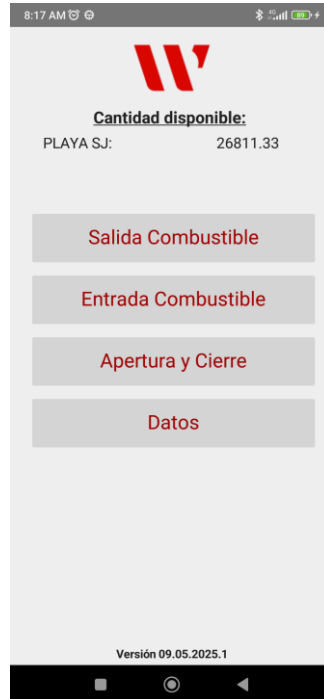 8:17 AM
Cantidad disponible:
PLAYA SJ: 26811.33
Salida Combustible
Entrada Combustible
Apertura y Cierre
Datos
Versión 09.05.2025.1